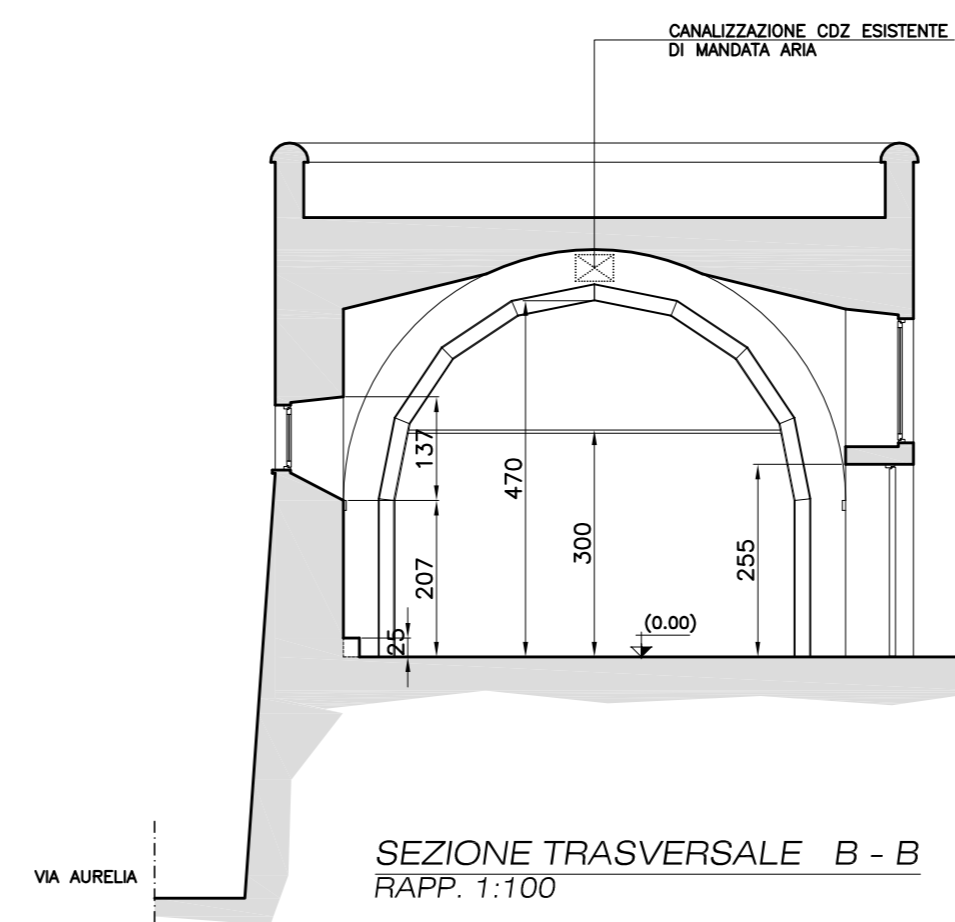 CANALIZZAZIONE CDZ ESISTENTE
DI MANDATA ARIA
137
470
207
300
255
25
(0.00)
SEZIONE TRASVERSALE B - B
RAPP. 1:100
VIA AURELIA